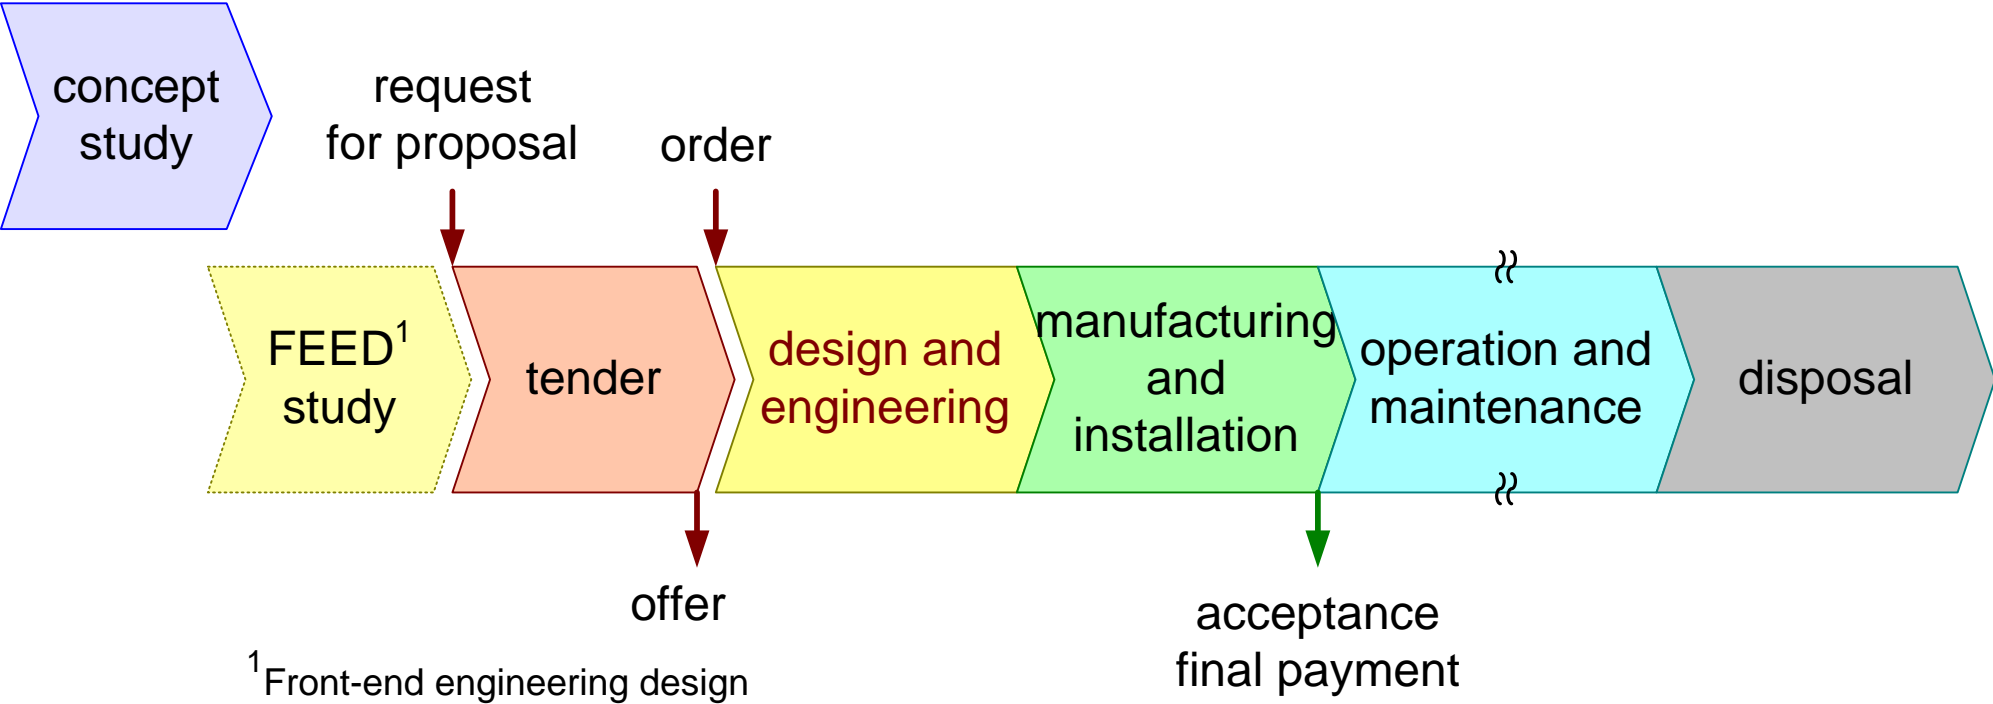 concept
study
request
for proposal
order
FEED¹
study
tender
design and
engineering
manufacturing
and
installation
operation and
maintenance
disposal
offer
acceptance
final payment
¹Front-end engineering design